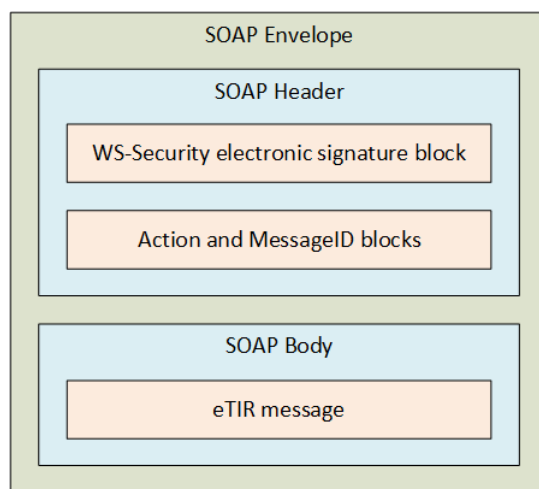 SOAP Envelope
SOAP Header
WS-Security electronic signature block
Action and MessageID blocks
SOAP Body
eTIR message